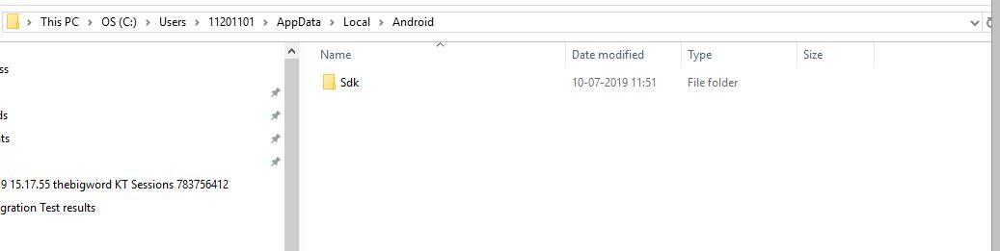 This PC > OS (C:) > Users > 11201101 > AppData > Local > Android
Name Date modified Type Size
ss
Sdk 10-07-2019 11:51 File folder
ds
ts
9 15.17.55 thebigword KT Sessions 783756412
gration Test results